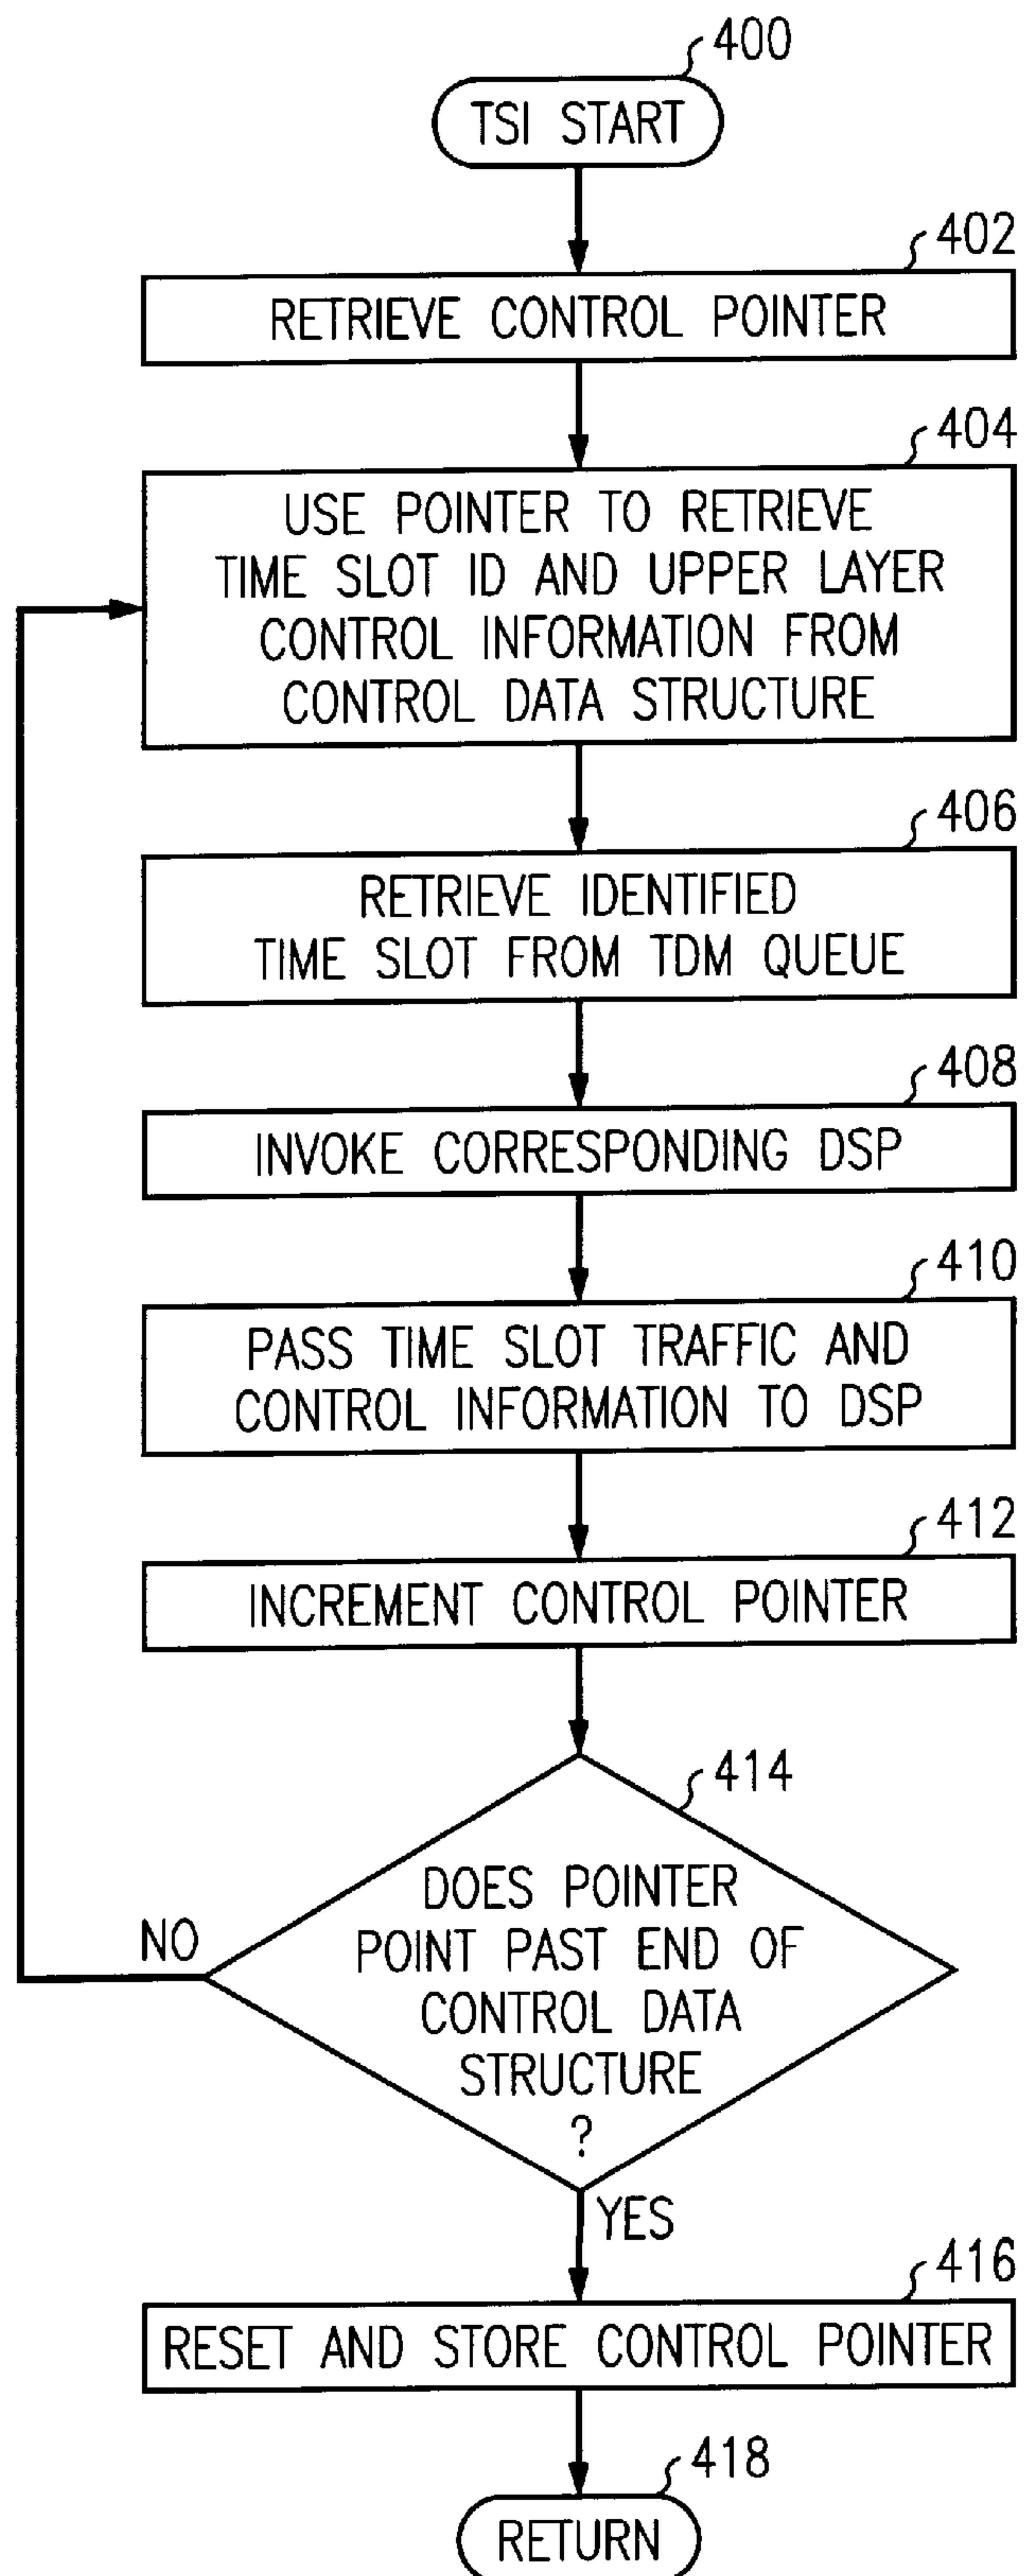 400
TSI START
402
RETRIEVE CONTROL POINTER
404
USE POINTER TO RETRIEVE
TIME SLOT ID AND UPPER LAYER
CONTROL INFORMATION FROM
CONTROL DATA STRUCTURE
406
RETRIEVE IDENTIFIED
TIME SLOT FROM TDM QUEUE
408
INVOKE CORRESPONDING DSP
410
PASS TIME SLOT TRAFFIC AND
CONTROL INFORMATION TO DSP
412
INCREMENT CONTROL POINTER
414
DOES POINTER
POINT PAST END OF
CONTROL DATA
STRUCTURE
?
NO
YES
416
RESET AND STORE CONTROL POINTER
418
RETURN